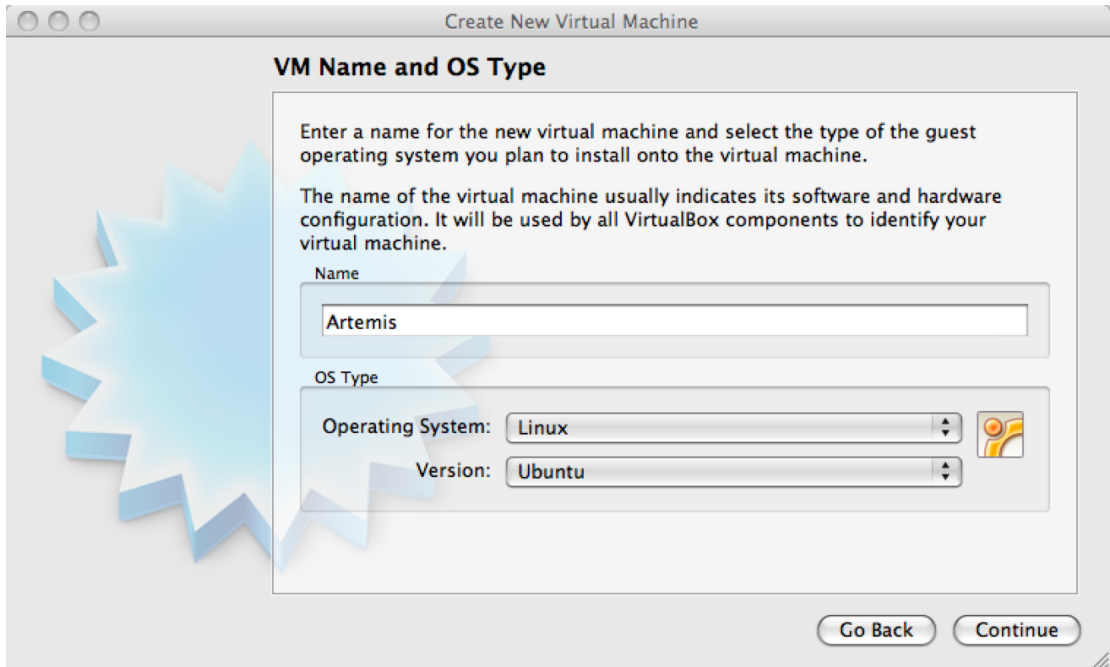 Create New Virtual Machine
VM Name and OS Type
Enter a name for the new virtual machine and select the type of the guest
operating system you plan to install onto the virtual machine.
The name of the virtual machine usually indicates its software and hardware
configuration. It will be used by all VirtualBox components to identify your
virtual machine.
Name
Artemis
OS Type
Operating System: Linux
Version: Ubuntu
Go Back Continue